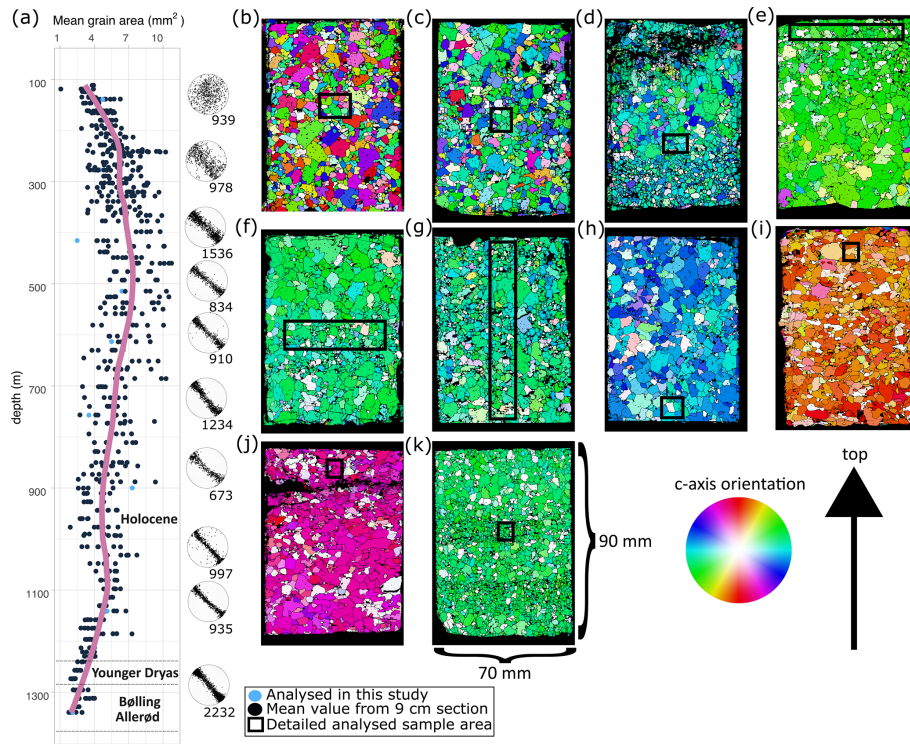 (a) Mean grain area (mm²)
1 4 7 10
100
300
500
700
900
1100
1300
depth (m)
Holocene
Younger Dryas
Bølling
Allerød
939
978
1536
834
910
1234
673
997
935
2232
(b) (c) (d) (e)
(f) (g) (h) (i)
(j) (k)
90 mm
70 mm
c-axis orientation
top
Analysed in this study
Mean value from 9 cm section
Detailed analysed sample area